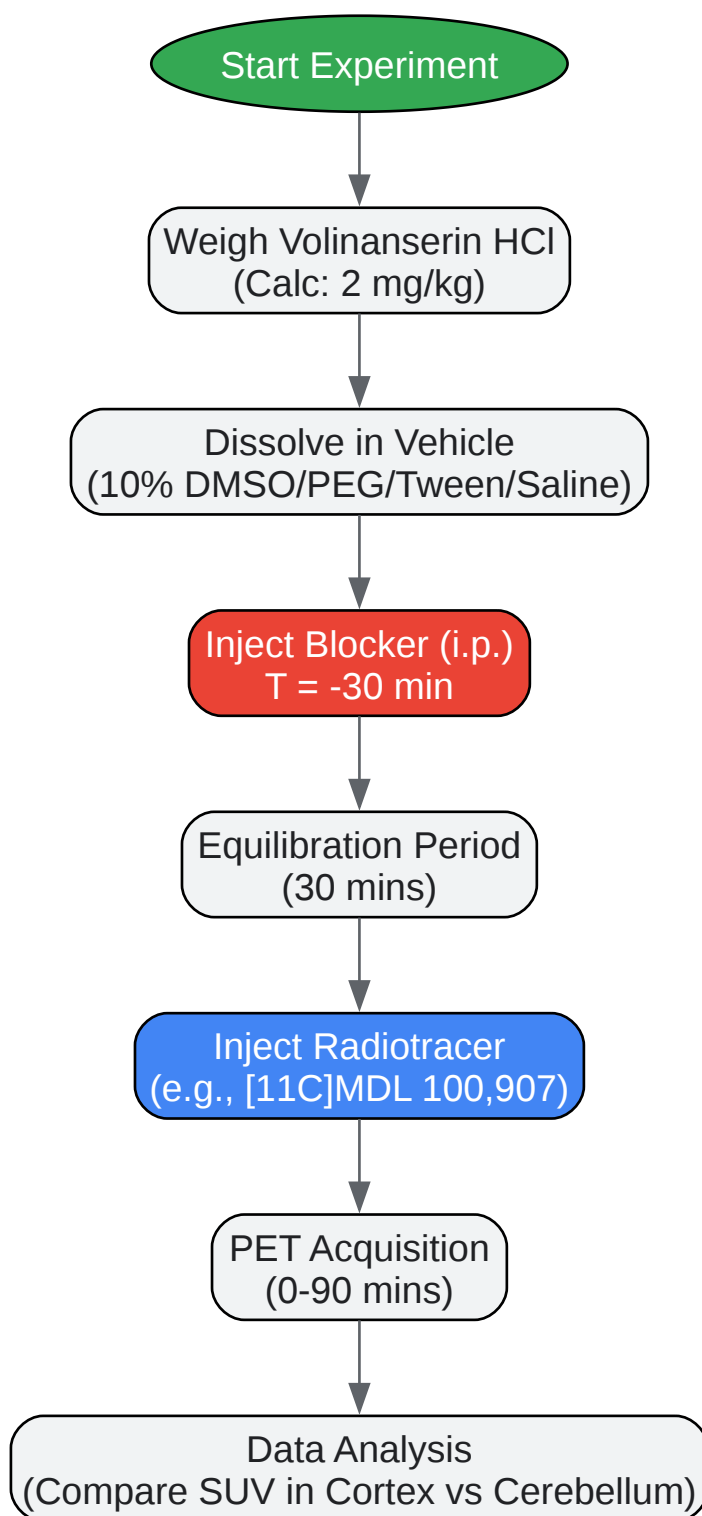 Start Experiment
Weigh Volinanserin HCl
(Calc: 2 mg/kg)
Dissolve in Vehicle
(10% DMSO/PEG/Tween/Saline)
Inject Blocker (i.p.)
T = -30 min
Equilibration Period
(30 mins)
Inject Radiotracer
(e.g., [11C]MDL 100,907)
PET Acquisition
(0-90 mins)
Data Analysis
(Compare SUV in Cortex vs Cerebellum)